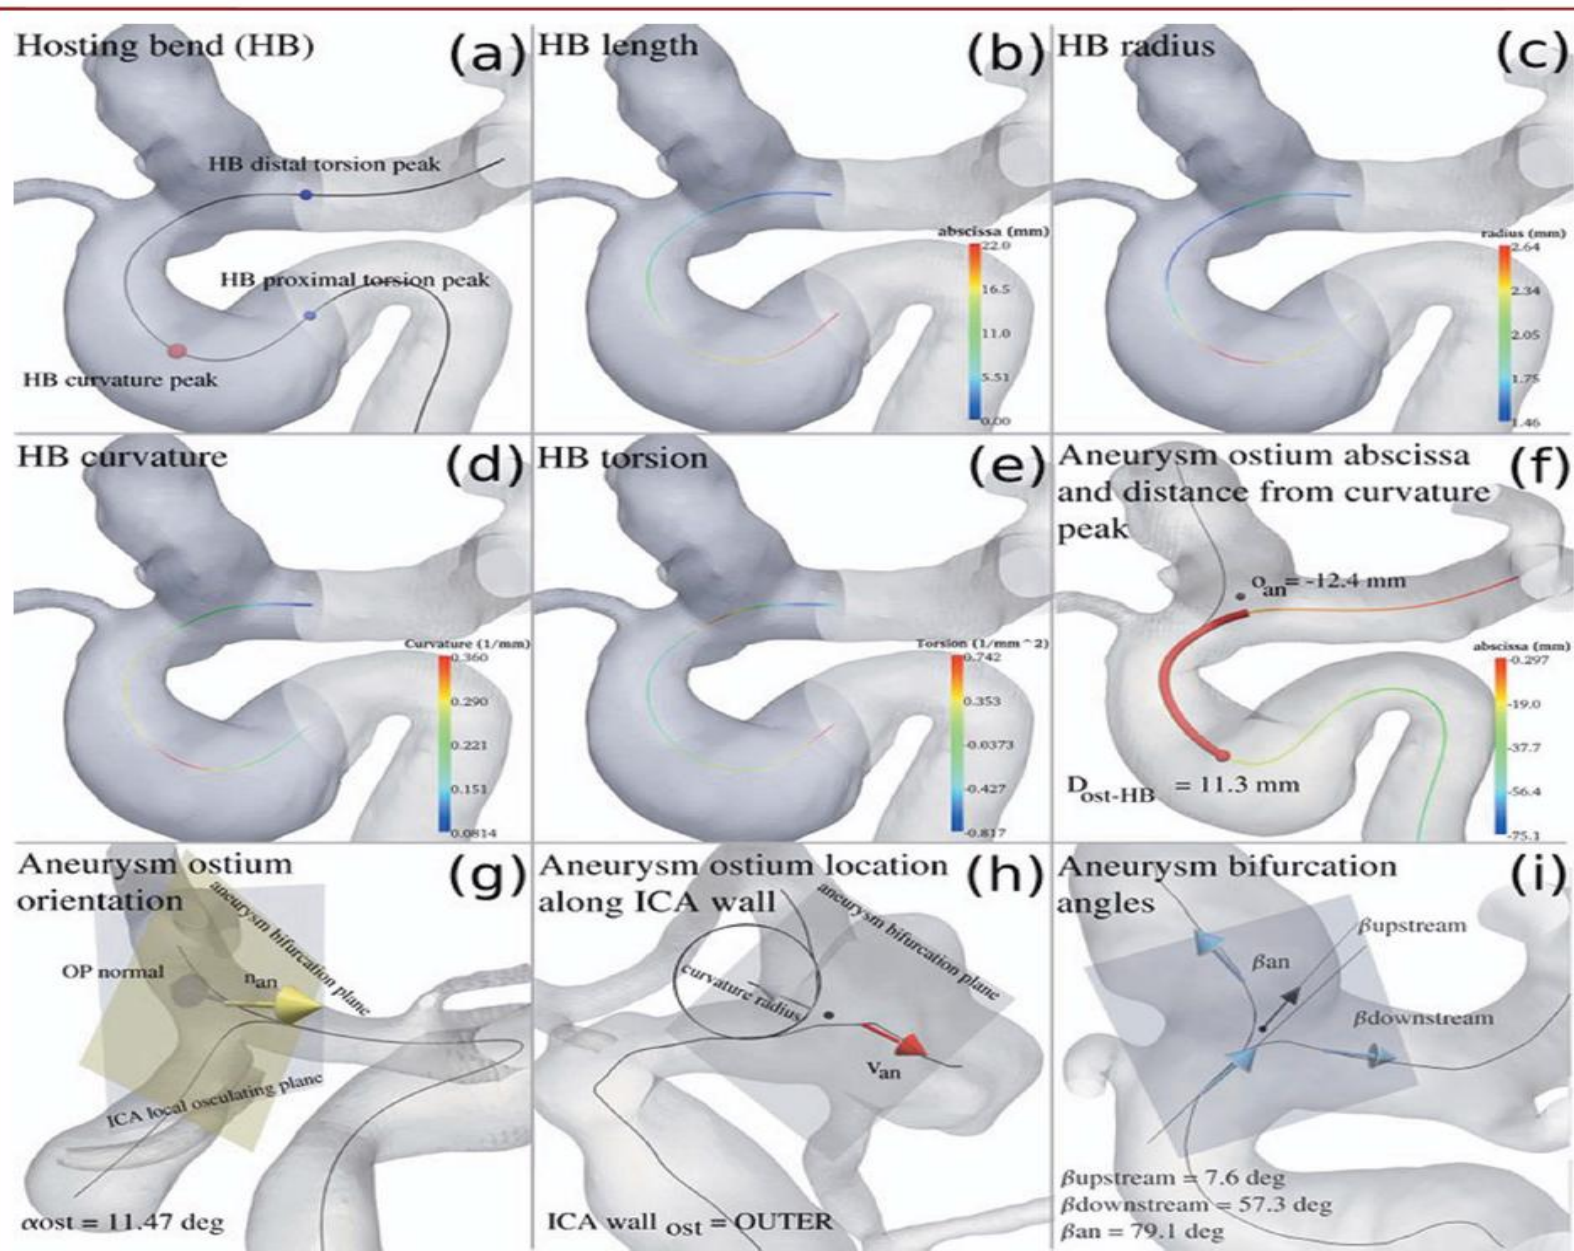 Hosting bend (HB)
(a)
HB distal torsion peak
HB proximal torsion peak
HB curvature peak
HB length
(b)
abscissa (mm)
22.0
16.5
11.0
5.51
0.00
HB radius
(c)
radius (mm)
2.64
2.34
2.05
1.75
1.46
HB curvature
(d)
Curvature (1/mm)
0.360
0.290
0.221
0.151
0.0814
HB torsion
(e)
Torsion (1/mm^2)
0.742
0.353
-0.0373
-0.427
-0.817
Aneurysm ostium abscissa
and distance from curvature
peak
(f)
oan = -12.4 mm
abscissa (mm)
-0.297
-19.0
-37.7
-56.4
-75.1
Dost-HB = 11.3 mm
Aneurysm ostium
orientation
(g)
aneurysm bifurcation plane
OP normal
nan
ICA local osculating plane
αost = 11.47 deg
Aneurysm ostium location
along ICA wall
(h)
aneurysm bifurcation plane
curvature radius
van
ICA wall ost = OUTER
Aneurysm bifurcation
angles
(i)
βupstream
βan
βdownstream
βupstream = 7.6 deg
βdownstream = 57.3 deg
βan = 79.1 deg